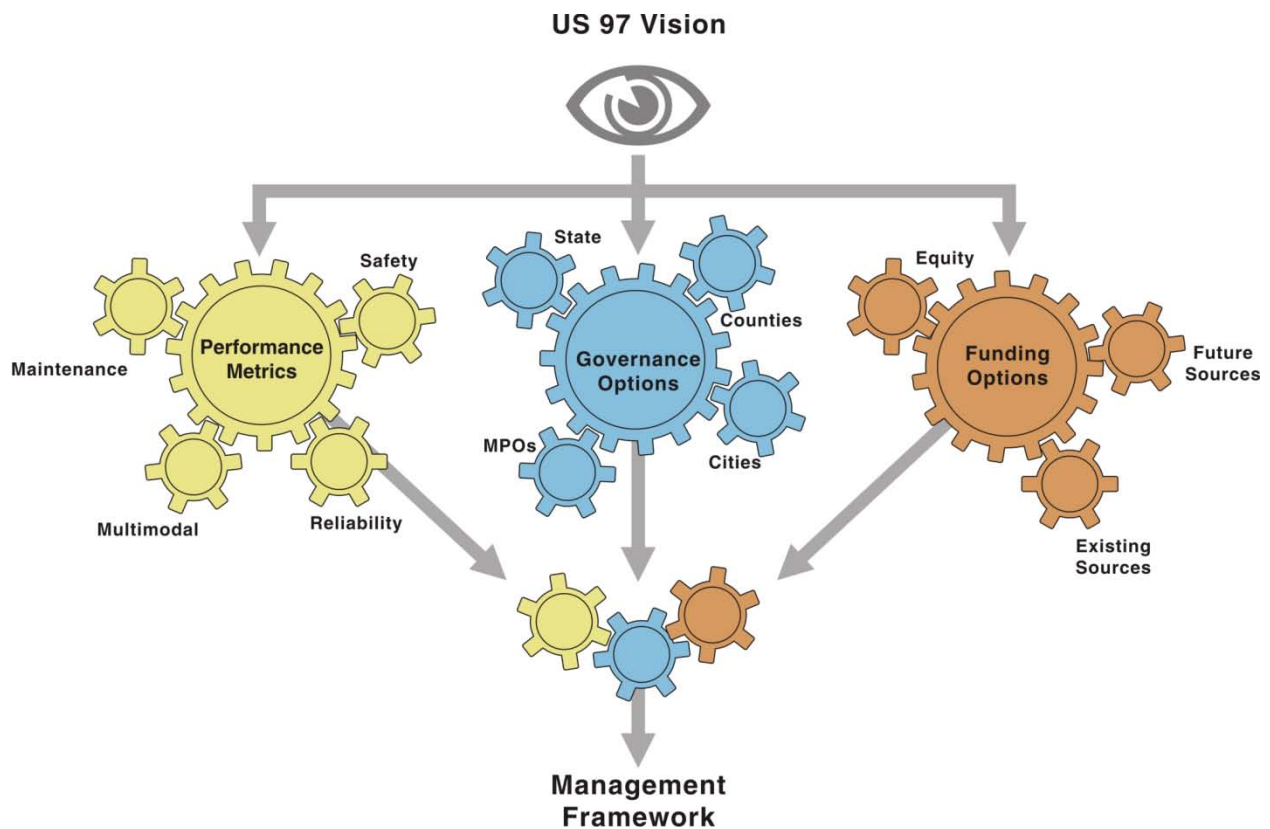 US 97 Vision
State
Safety
Equity
Counties
Performance
Metrics
Governance
Options
Funding
Options
Maintenance
Future
Sources
MPOs
Cities
Multimodal
Reliability
Existing
Sources
Management
Framework